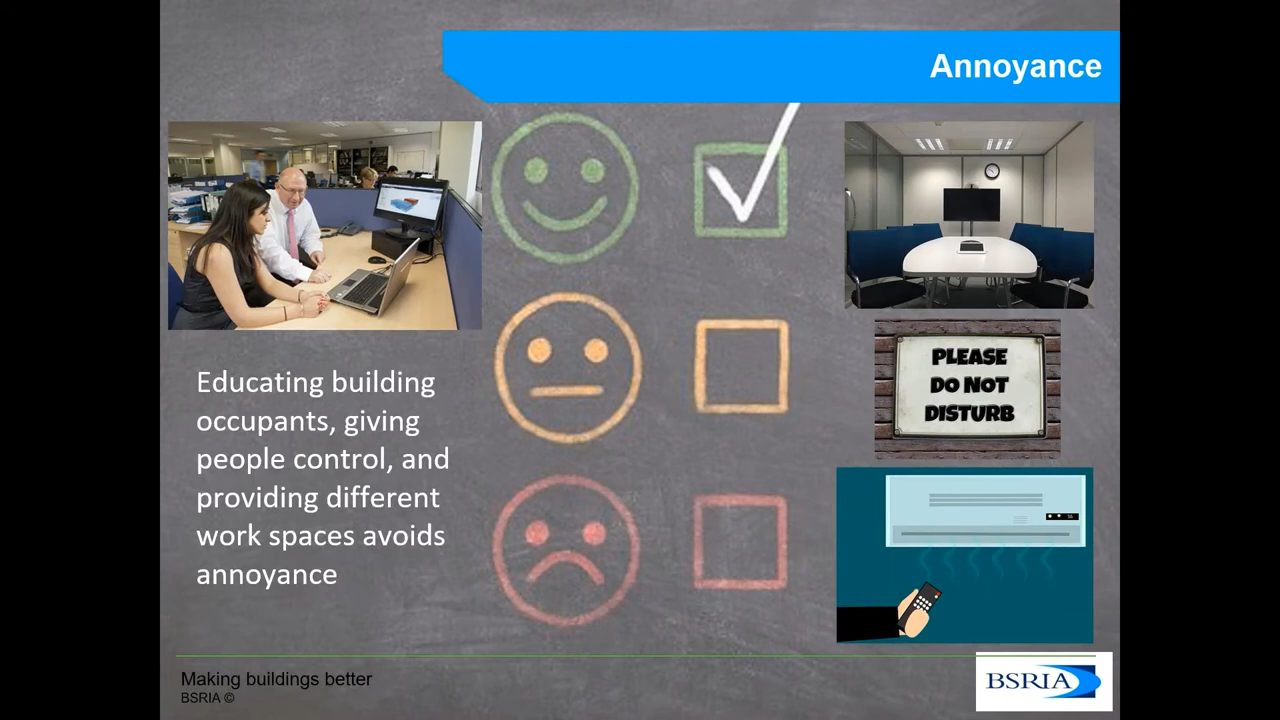 Annoyance
Educating building
occupants, giving
people control, and
providing different
work spaces avoids
annoyance
PLEASE
DO NOT
DISTURB
Making buildings better
BSRIA ©
BSRIA